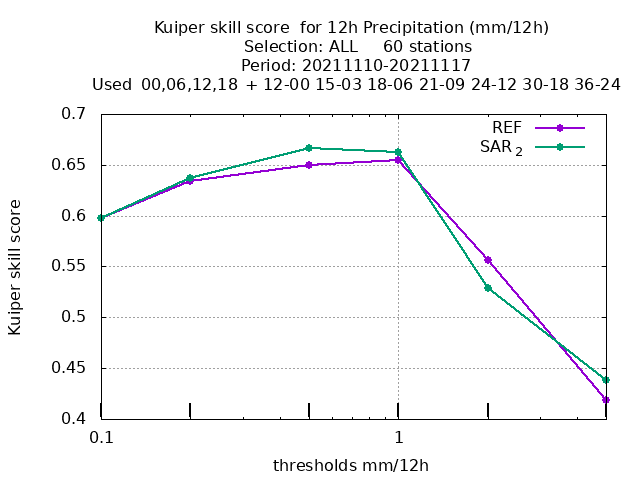 Kuiper skill score  for 12h Precipitation (mm/12h)
Selection: ALL     60 stations
Period: 20211110-20211117
Used  00,06,12,18  + 12-00 15-03 18-06 21-09 24-12 30-18 36-24
0.7
REF
SAR 2
0.65
0.6
0.55
0.5
0.45
0.4
Kuiper skill score
0.1
1
thresholds mm/12h